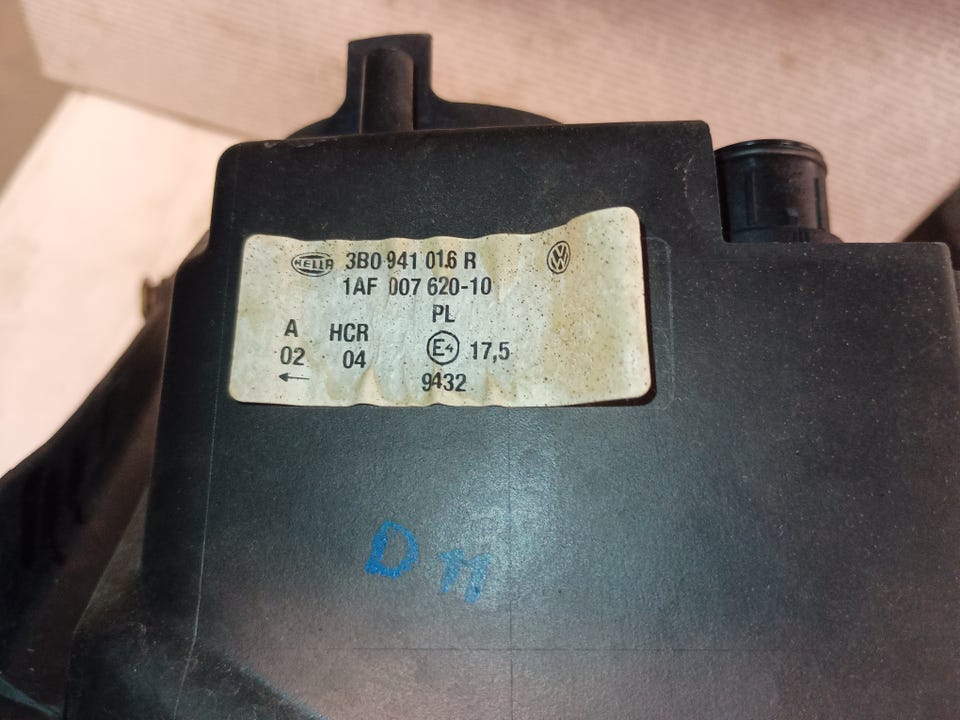 HELLA 3B0 941 016 R
1AF 007 620-10
PL
A HCR
02 04 E4 17,5
← 9432
D 11